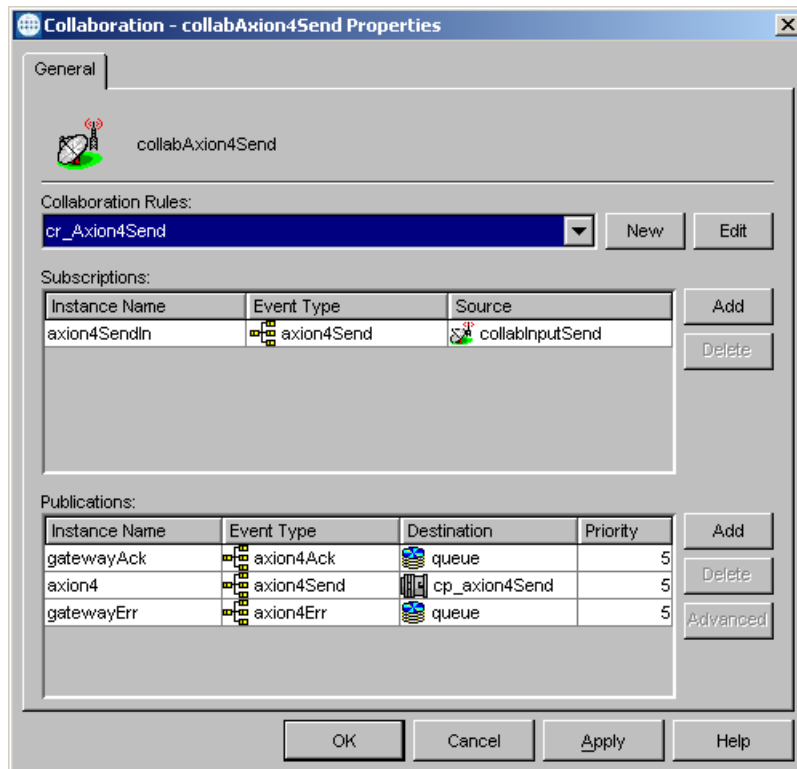 Collaboration - collabAxion4Send Properties
General
collabAxion4Send
Collaboration Rules:
cr_Axion4Send New Edit
Subscriptions:
Instance Name Event Type Source Add
axion4SendIn axion4Send collabInputSend
Delete
Publications:
Instance Name Event Type Destination Priority Add
gatewayAck axion4Ack queue 5
axion4 axion4Send cp_axion4Send 5 Delete
gatewayErr axion4Err queue 5
Advanced
OK Cancel Apply Help